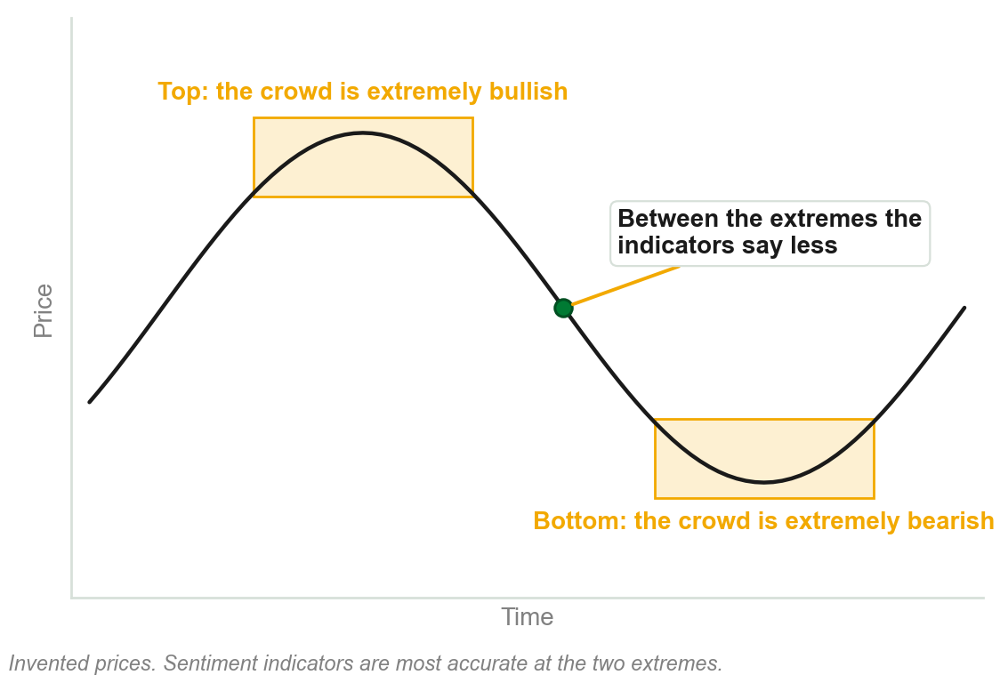 Top: the crowd is extremely bullish
Between the extremes the
indicators say less
Price
Bottom: the crowd is extremely bearish
Time
Invented prices. Sentiment indicators are most accurate at the two extremes.